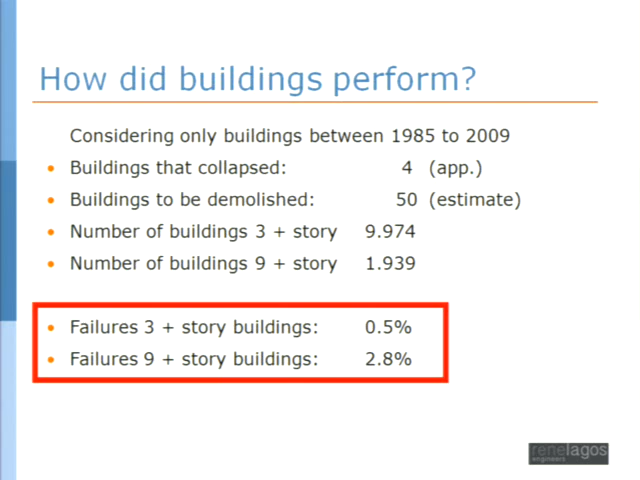 How did buildings perform?
Considering only buildings between 1985 to 2009
• Buildings that collapsed: 4 (app.)
• Buildings to be demolished: 50 (estimate)
• Number of buildings 3 + story 9.974
• Number of buildings 9 + story 1.939
• Failures 3 + story buildings: 0.5%
• Failures 9 + story buildings: 2.8%
renelagos
engineers